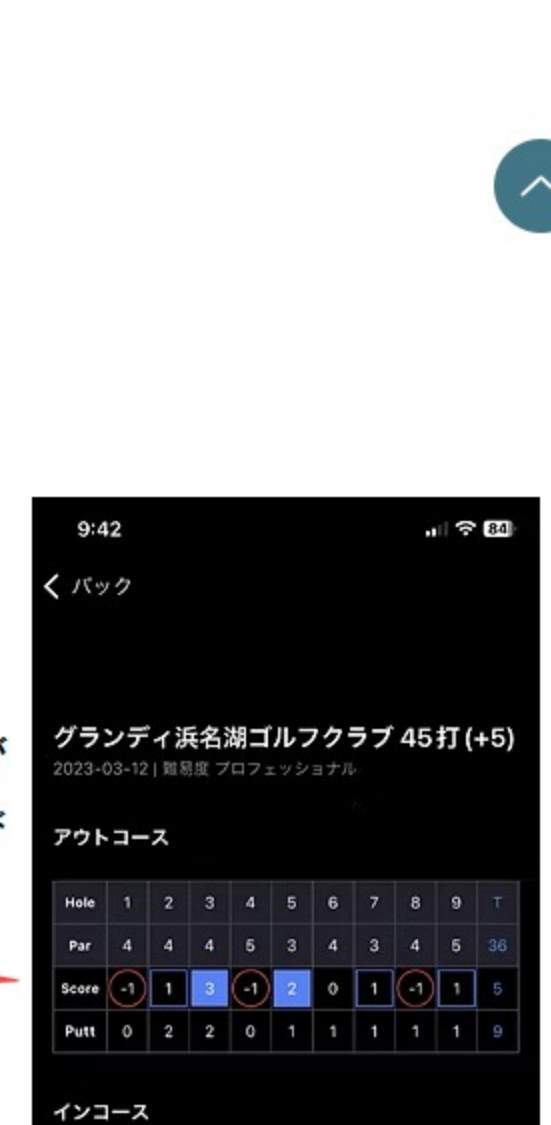 9:42
84
バック
が
グランディ浜名湖ゴルフクラブ 45打 (+5)
2023-03-12 | 難易度 プロフェッショナル
アウトコース
Hole 1 2 3 4 5 6 7 8 9 T
Par 4 4 4 5 3 4 3 4 5 36
Score -1 1 3 -1 2 0 1 -1 1 5
Putt 0 2 2 0 1 1 1 1 1 9
インコース